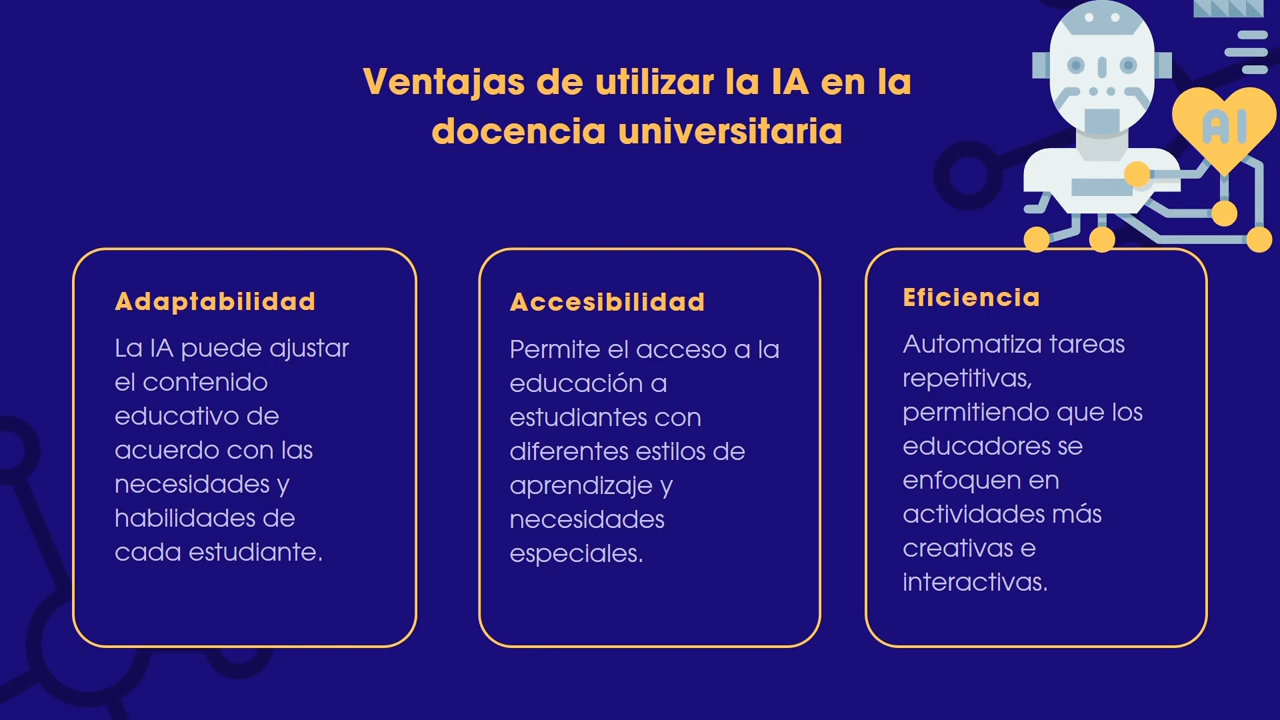 Ventajas de utilizar la IA en la
docencia universitaria
AI
Adaptabilidad
La IA puede ajustar
el contenido
educativo de
acuerdo con las
necesidades y
habilidades de
cada estudiante.
Accesibilidad
Permite el acceso a la
educación a
estudiantes con
diferentes estilos de
aprendizaje y
necesidades
especiales.
Eficiencia
Automatiza tareas
repetitivas,
permitiendo que los
educadores se
enfoquen en
actividades más
creativas e
interactivas.